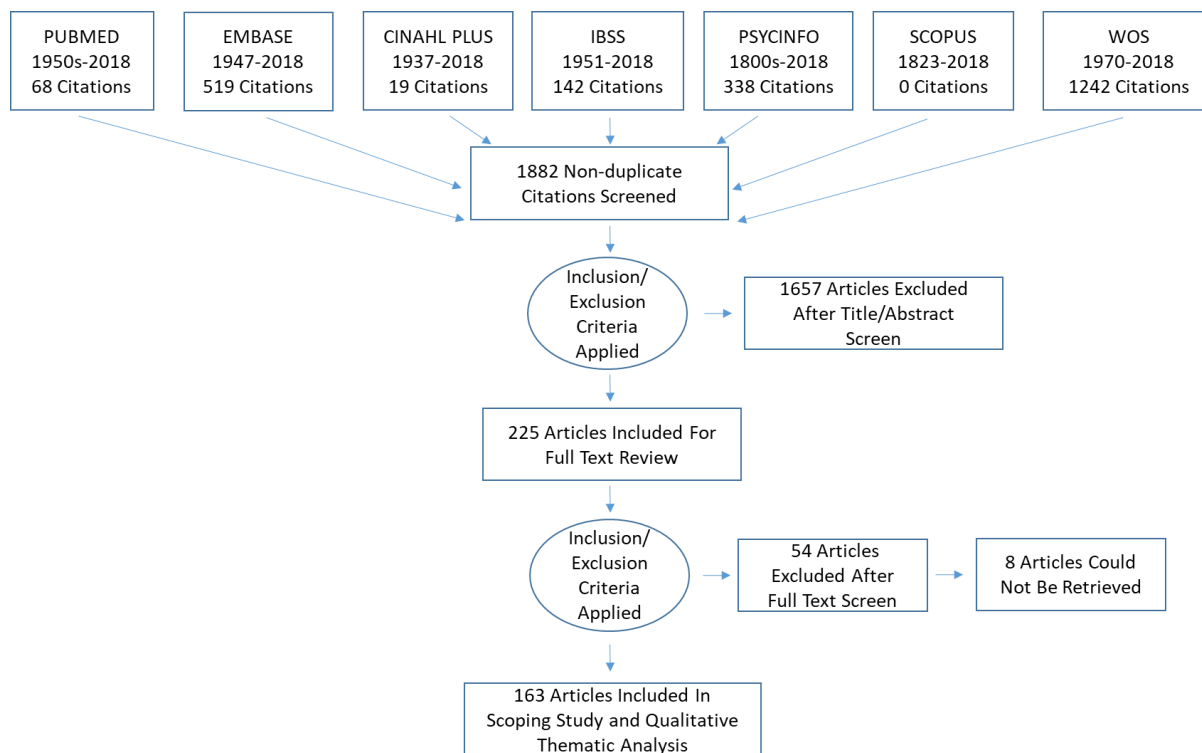 PUBMED
1950s-2018
68 Citations
EMBASE
1947-2018
519 Citations
CINAHL PLUS
1937-2018
19 Citations
IBSS
1951-2018
142 Citations
PSYCINFO
1800s-2018
338 Citations
SCOPUS
1823-2018
0 Citations
WOS
1970-2018
1242 Citations
1882 Non-duplicate
Citations Screened
Inclusion/
Exclusion
Criteria
Applied
1657 Articles Excluded
After Title/Abstract
Screen
225 Articles Included For
Full Text Review
Inclusion/
Exclusion
Criteria
Applied
54 Articles
Excluded After
Full Text Screen
8 Articles Could
Not Be Retrieved
163 Articles Included In
Scoping Study and Qualitative
Thematic Analysis